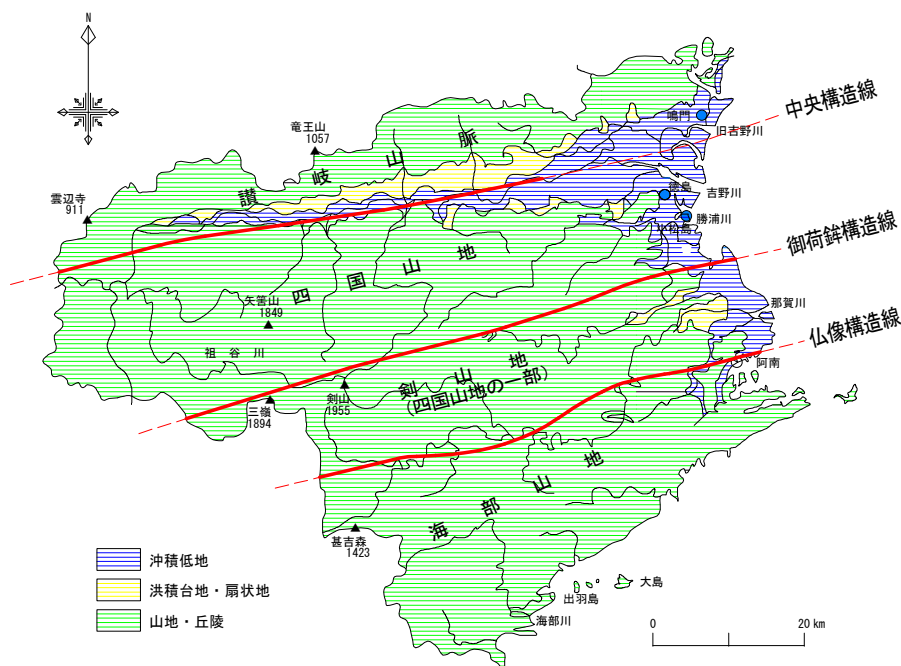 N
中央構造線
鳴門
旧吉野川
竜王山
1057
讃岐山脈
徳島
吉野川
雲辺寺
911
勝浦川
小松島
御荷鉾構造線
四国山地
矢筈山
1849
那賀川
仏像構造線
祖谷川
阿南
剣山地
(四国山地の一部)
剣山
1955
三嶺
1894
海部山地
甚吉森
1423
沖積低地
洪積台地・扇状地
山地・丘陵
大島
出羽島
海部川
0
20 km